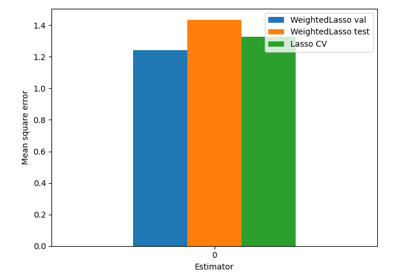 WeightedLasso val
WeightedLasso test
Lasso CV
1.4
1.2
1.0
0.8
0.6
0.4
0.2
0.0
Mean square error
0
Estimator